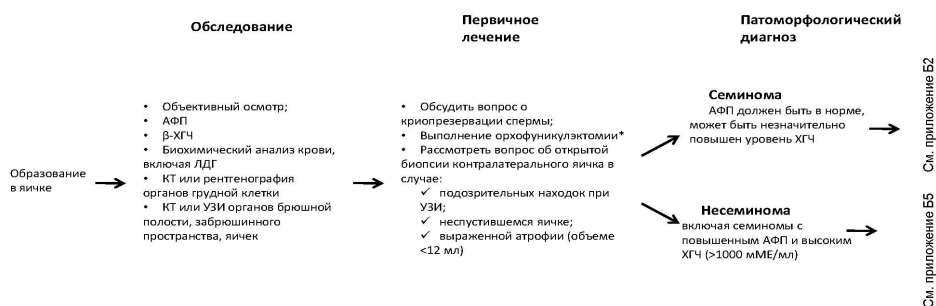 Обследование
Первичное
лечение
Патоморфологический
диагноз
Образование
в яичке
• Объективный осмотр;
• АФП
• β-ХГЧ
• Биохимический анализ крови,
включая ЛДГ
• КТ или рентгенография
органов грудной клетки
• КТ или УЗИ органов брюшной
полости, забрюшинного
пространства, яичек
• Обсудить вопрос о
криопрезервации спермы;
• Выполнение орхофуникулэктомии*
• Рассмотреть вопрос об открытой
биопсии контралатерального яичка в
случае:
✓ подозрительных находок при
УЗИ;
✓ неспустившемся яичке;
✓ выраженной атрофии (объеме
<12 мл)
Семинома
АФП должен быть в норме,
может быть незначительно
повышен уровень ХГЧ
См. приложение Б2
Несеминома
включая семиномы с
повышенным АФП и высоким
ХГЧ (>1000 мМЕ/мл)
См. приложение Б5